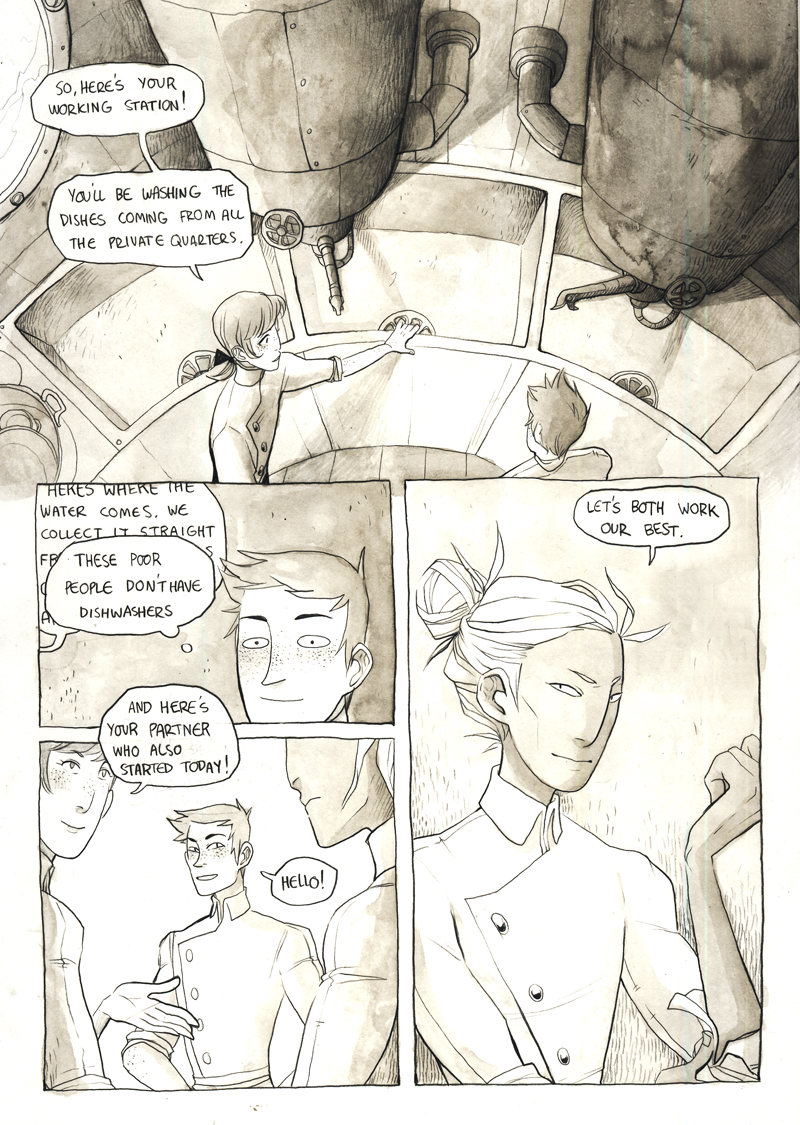 SO, HERE'S YOUR
WORKING STATION!
YOU'LL BE WASHING THE
DISHES COMING FROM ALL
THE PRIVATE QUARTERS.
HERE'S WHERE THE
WATER COMES. WE
COLLECT IT STRAIGHT
THESE POOR
PEOPLE DON'T HAVE
DISHWASHERS
AND HERE'S
YOUR PARTNER
WHO ALSO
STARTED TODAY!
HELLO!
LET'S BOTH WORK
OUR BEST.